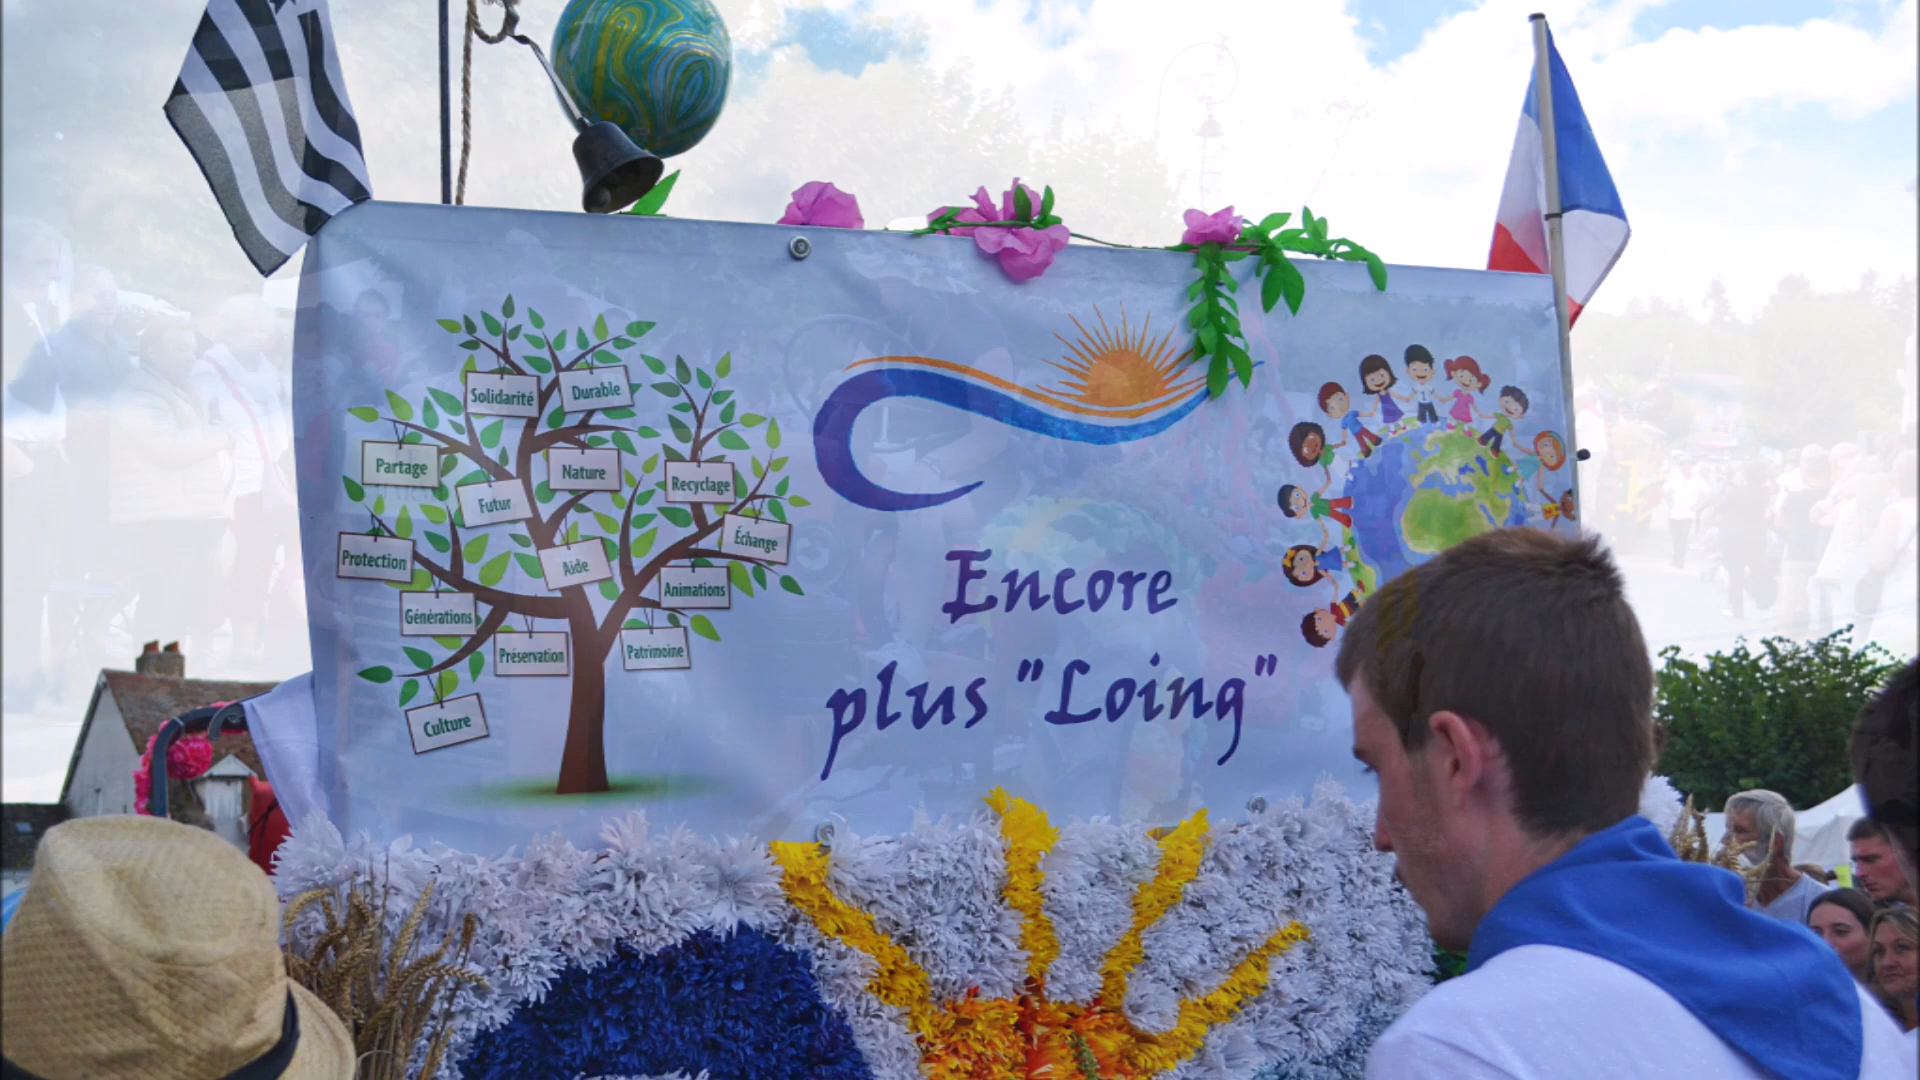 Solidarité
Durable
Partage
Futur
Nature
Recyclage
Protection
Aide
Échange
Générations
Animations
Préservation
Patrimoine
Culture
Encore
plus "Loing"